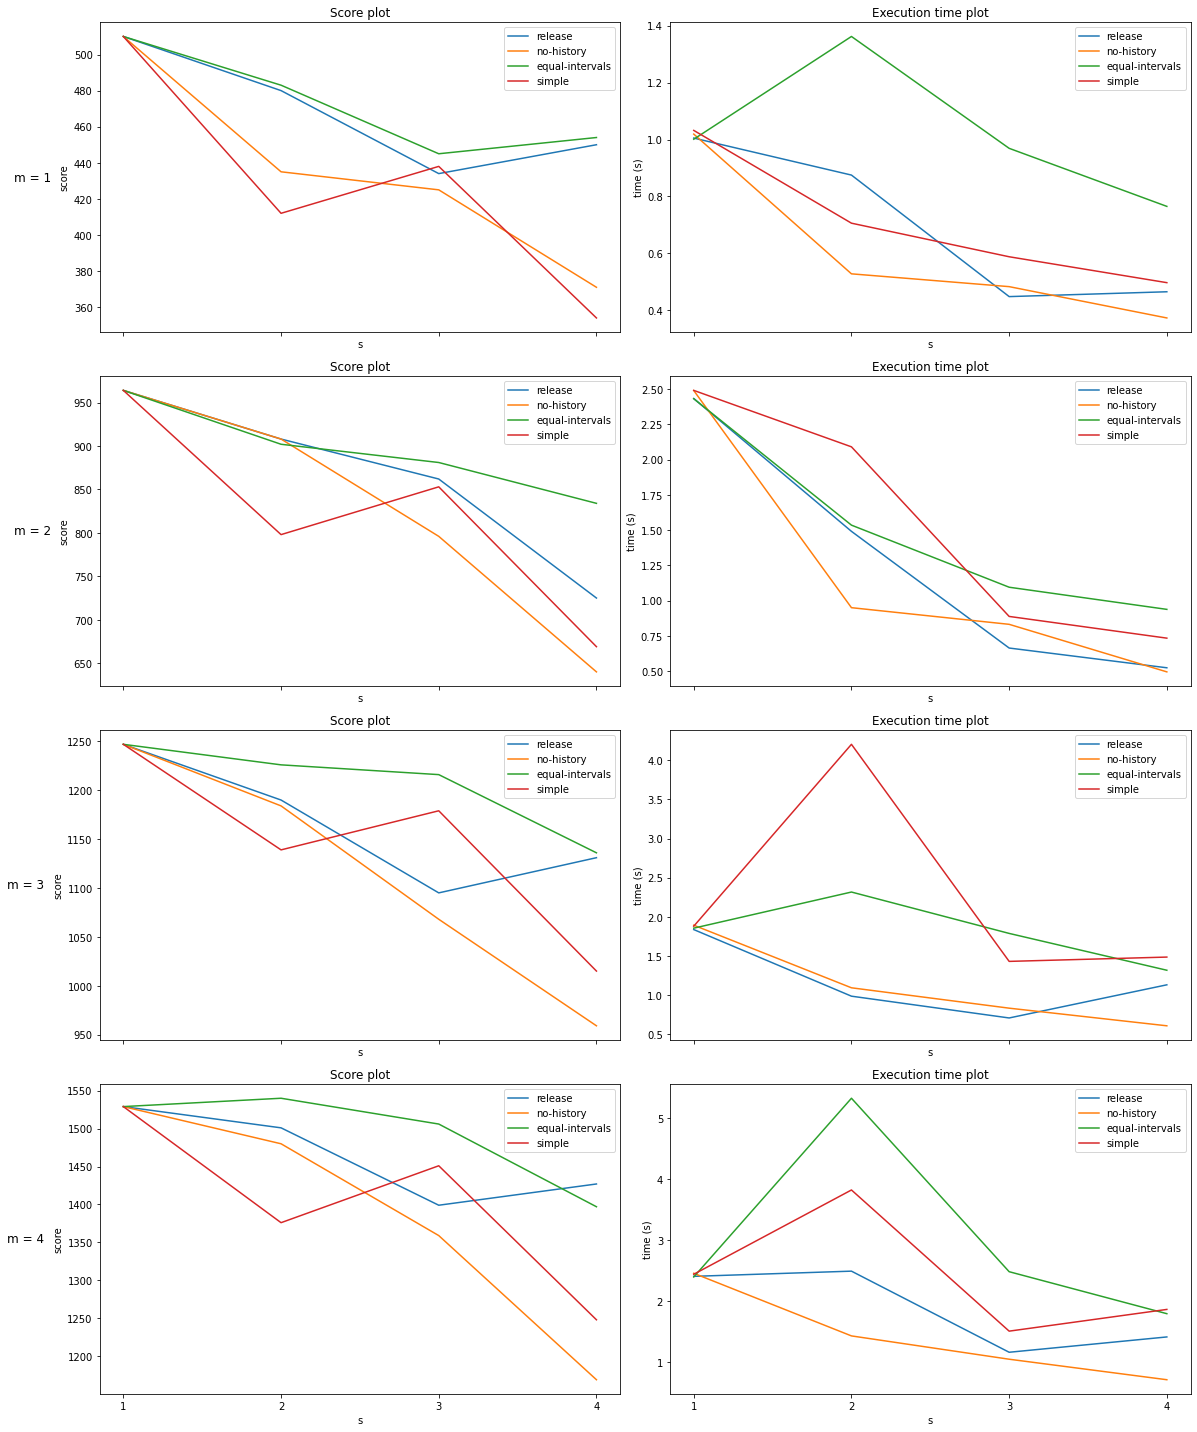 Score plot
500
480
460
440
420
400
380
360
score
s
m = 1
release
no-history
equal-intervals
simple
Execution time plot
1.4
1.2
1.0
0.8
0.6
0.4
time (s)
s
release
no-history
equal-intervals
simple
Score plot
950
900
850
800
750
700
650
score
s
m = 2
release
no-history
equal-intervals
simple
Execution time plot
2.50
2.25
2.00
1.75
1.50
1.25
1.00
0.75
0.50
time (s)
s
release
no-history
equal-intervals
simple
Score plot
1250
1200
1150
1100
1050
1000
950
score
s
m = 3
release
no-history
equal-intervals
simple
Execution time plot
4.0
3.5
3.0
2.5
2.0
1.5
1.0
0.5
time (s)
s
release
no-history
equal-intervals
simple
Score plot
1550
1500
1450
1400
1350
1300
1250
1200
score
m = 4
release
no-history
equal-intervals
simple
1 2 3 4
s
Execution time plot
5
4
3
2
1
time (s)
release
no-history
equal-intervals
simple
1 2 3 4
s